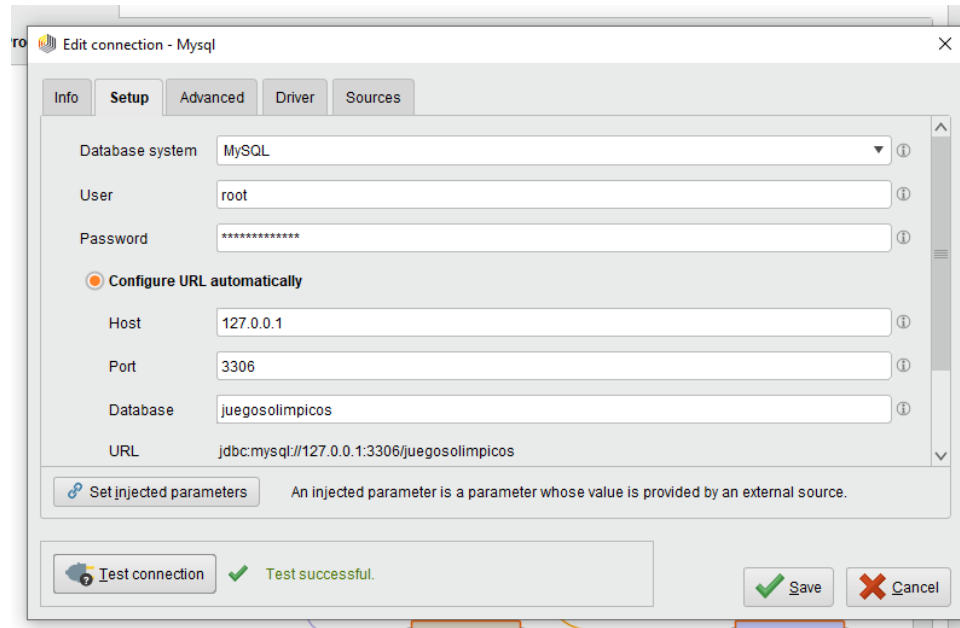 ro
Edit connection - Mysql
Info Setup Advanced Driver Sources
Database system MySQL
User root
Password *************
Configure URL automatically
Host 127.0.0.1
Port 3306
Database juegosolimpicos
URL jdbc:mysql://127.0.0.1:3306/juegosolimpicos
Set injected parameters An injected parameter is a parameter whose value is provided by an external source.
Test connection Test successful.
Save Cancel